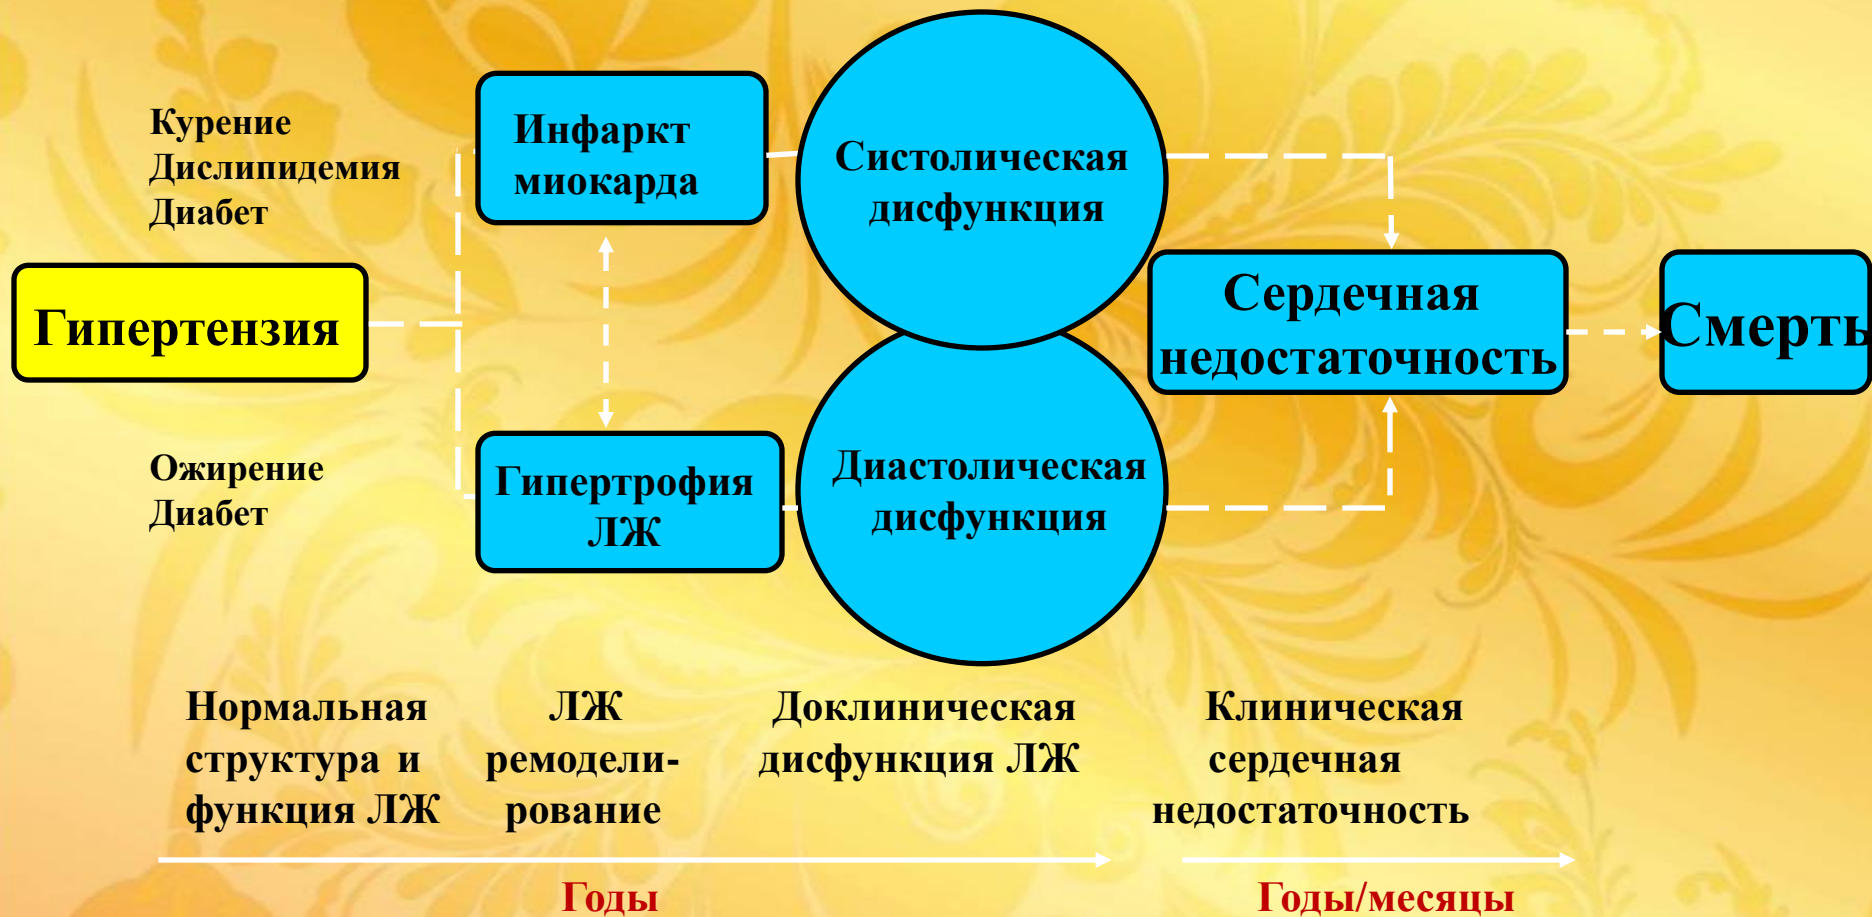 Курение
Дислипидемия
Диабет
Инфаркт
миокарда
Систолическая
дисфункция
Гипертензия
Сердечная
недостаточность
Смерть
Ожирение
Диабет
Гипертрофия
ЛЖ
Диастолическая
дисфункция
Нормальная
структура и
функция ЛЖ
ЛЖ
ремодели-
рование
Доклиническая
дисфункция ЛЖ
Клиническая
сердечная
недостаточность
Годы
Годы/месяцы